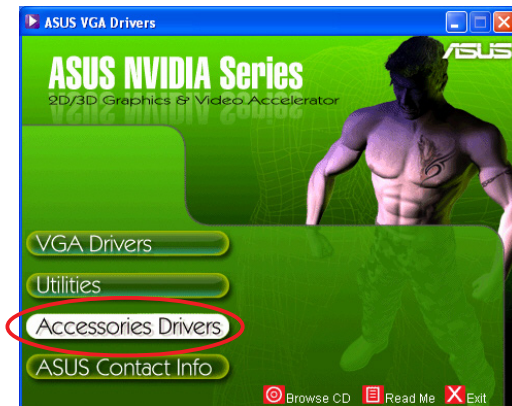 ASUS VGA Drivers
ASUS
ASUS NVIDIA Series
2D/3D Graphics & Video Accelerator
VGA Drivers
Utilities
Accessories Drivers
ASUS Contact Info
Browse CD Read Me X Exit